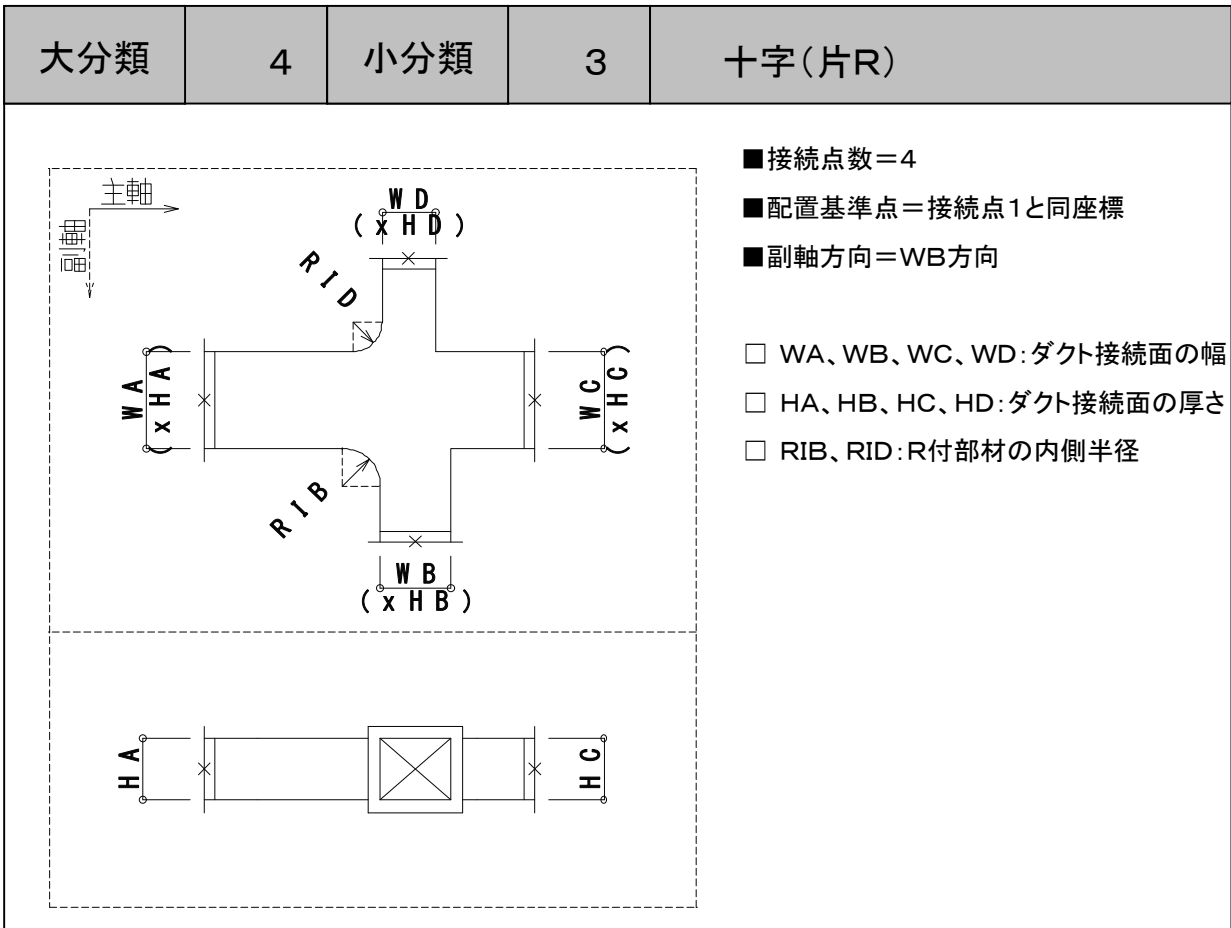 大分類 4 小分類 3 十字(片R)
■接続点数=4
■配置基準点=接続点1と同座標
■副軸方向=WB方向
□ WA、WB、WC、WD:ダクト接続面の幅
□ HA、HB、HC、HD:ダクト接続面の厚さ
□ RIB、RID:R付部材の内側半径
主軸
副軸
WD
(xHD)
RID
WA
(xHA)
WC
(xHC)
RIB
WB
(xHB)
HA
HC